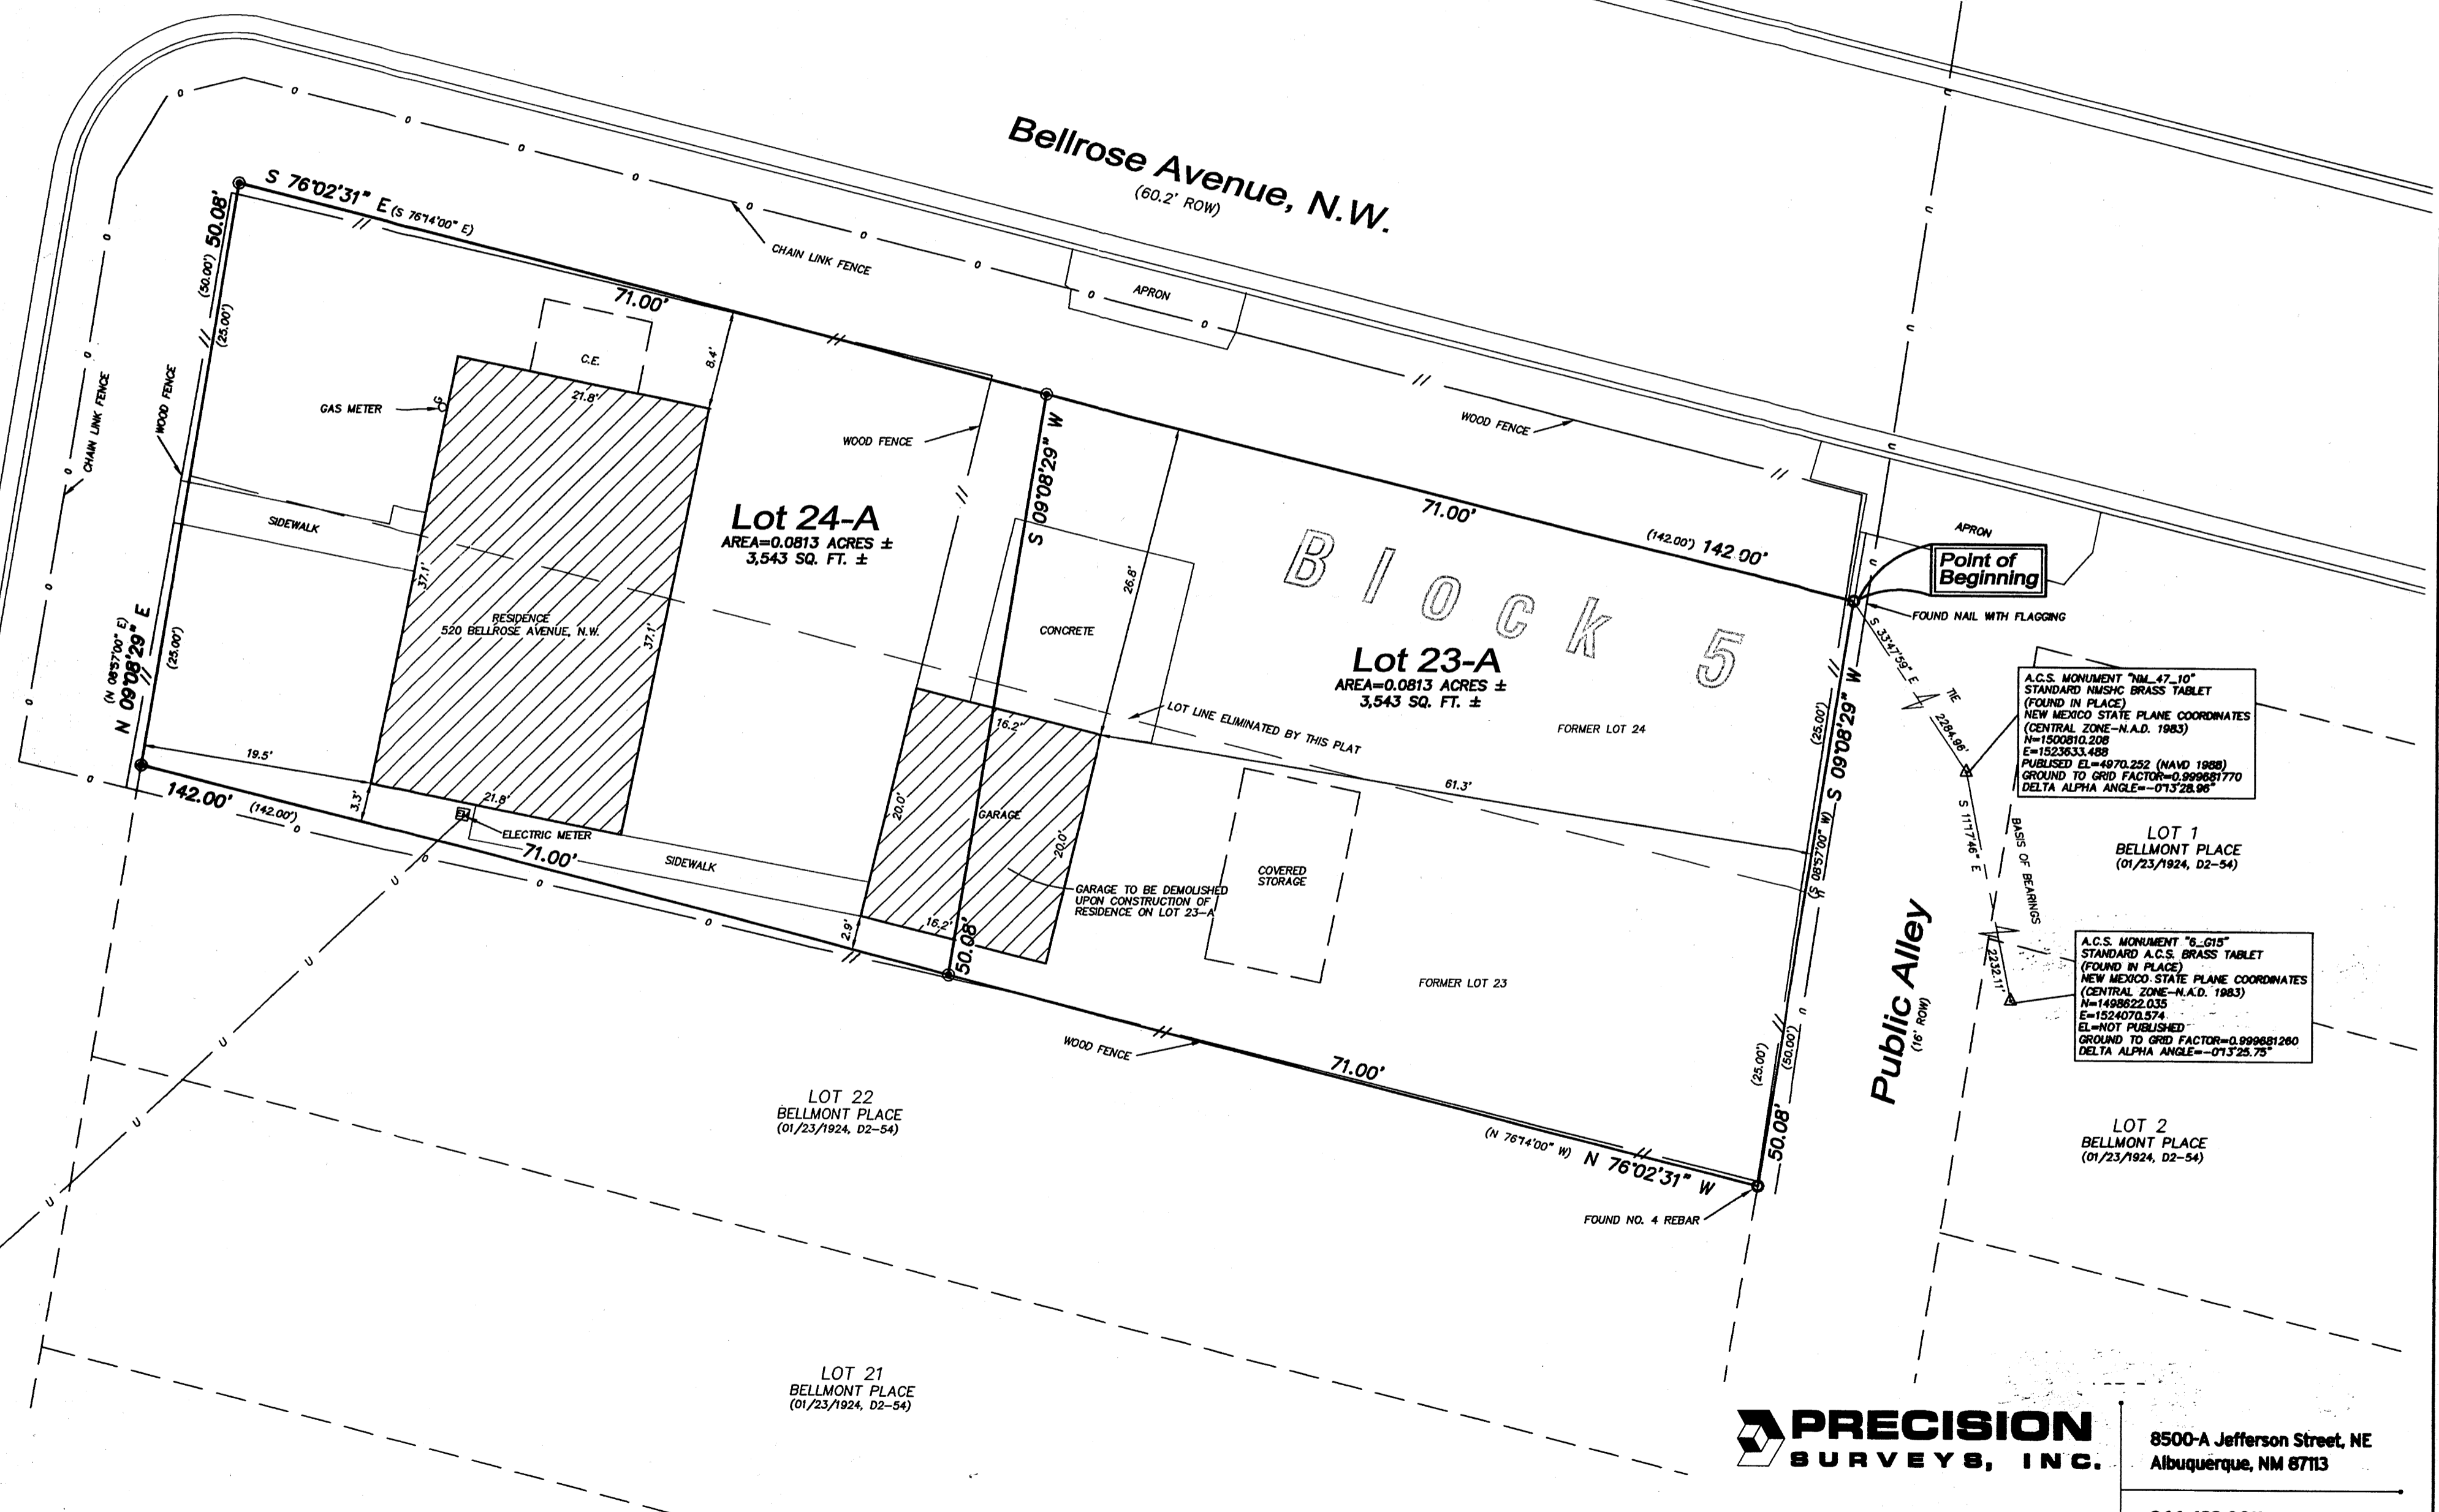 Bellrose Avenue, N.W.
(60.2' ROW)
S 76°02'31" E (S 76°14'00" E)
50.08'
(50.00')
(25.00')
71.00'
CHAIN LINK FENCE
APRON
WOOD FENCE
CHAIN LINK FENCE
GAS METER
G
C.E.
21.8'
8.4'
WOOD FENCE
WOOD FENCE
S 09°08'29" W
71.00'
(142.00') 142.00'
APRON
Point of
Beginning
FOUND NAIL WITH FLAGGING
SIDEWALK
Lot 24-A
AREA=0.0813 ACRES ±
3,543 SQ. FT. ±
37.1'
RESIDENCE
520 BELLROSE AVENUE, N.W.
37.1'
CONCRETE
26.8'
Block 5
Lot 23-A
AREA=0.0813 ACRES ±
3,543 SQ. FT. ±
LOT LINE ELIMINATED BY THIS PLAT
FORMER LOT 24
S 33°47'59" E
TIE
2284.96'
A.C.S. MONUMENT "NM_47_10"
STANDARD NMSHC BRASS TABLET
(FOUND IN PLACE)
NEW MEXICO STATE PLANE COORDINATES
(CENTRAL ZONE-N.A.D. 1983)
N=1500810.208
E=1523633.488
PUBLISED EL=4970.252 (NAVD 1988)
GROUND TO GRID FACTOR=0.999681770
DELTA ALPHA ANGLE=-0°13'28.96"
(N 08°57'00" E)
N 09°08'29" E
(25.00')
19.5'
3.3'
142.00'
(142.00')
21.8'
EM
ELECTRIC METER
71.00'
SIDEWALK
16.2'
20.0'
GARAGE
20.0'
16.2'
2.9'
50.08'
GARAGE TO BE DEMOLISHED
UPON CONSTRUCTION OF
RESIDENCE ON LOT 23-A
61.3'
COVERED
STORAGE
FORMER LOT 23
(25.00')
(S 08°57'00" W) S 09°08'29" W
S 11°17'46" E
BASIS OF BEARINGS
2232.11'
LOT 1
BELLMONT PLACE
(01/23/1924, D2-54)
A.C.S. MONUMENT "6_G15"
STANDARD A.C.S. BRASS TABLET
(FOUND IN PLACE)
NEW MEXICO STATE PLANE COORDINATES
(CENTRAL ZONE-N.A.D. 1983)
N=1498622.035
E=1524070.574
EL=NOT PUBLISHED
GROUND TO GRID FACTOR=0.999681260
DELTA ALPHA ANGLE=-0°13'25.75"
Public Alley
(16' ROW)
(25.00')
(50.00')
50.08'
WOOD FENCE
71.00'
(N 76°14'00" W) N 76°02'31" W
FOUND NO. 4 REBAR
LOT 22
BELLMONT PLACE
(01/23/1924, D2-54)
LOT 2
BELLMONT PLACE
(01/23/1924, D2-54)
LOT 21
BELLMONT PLACE
(01/23/1924, D2-54)
PRECISION
SURVEYS, INC.
8500-A Jefferson Street, NE
Albuquerque, NM 87113